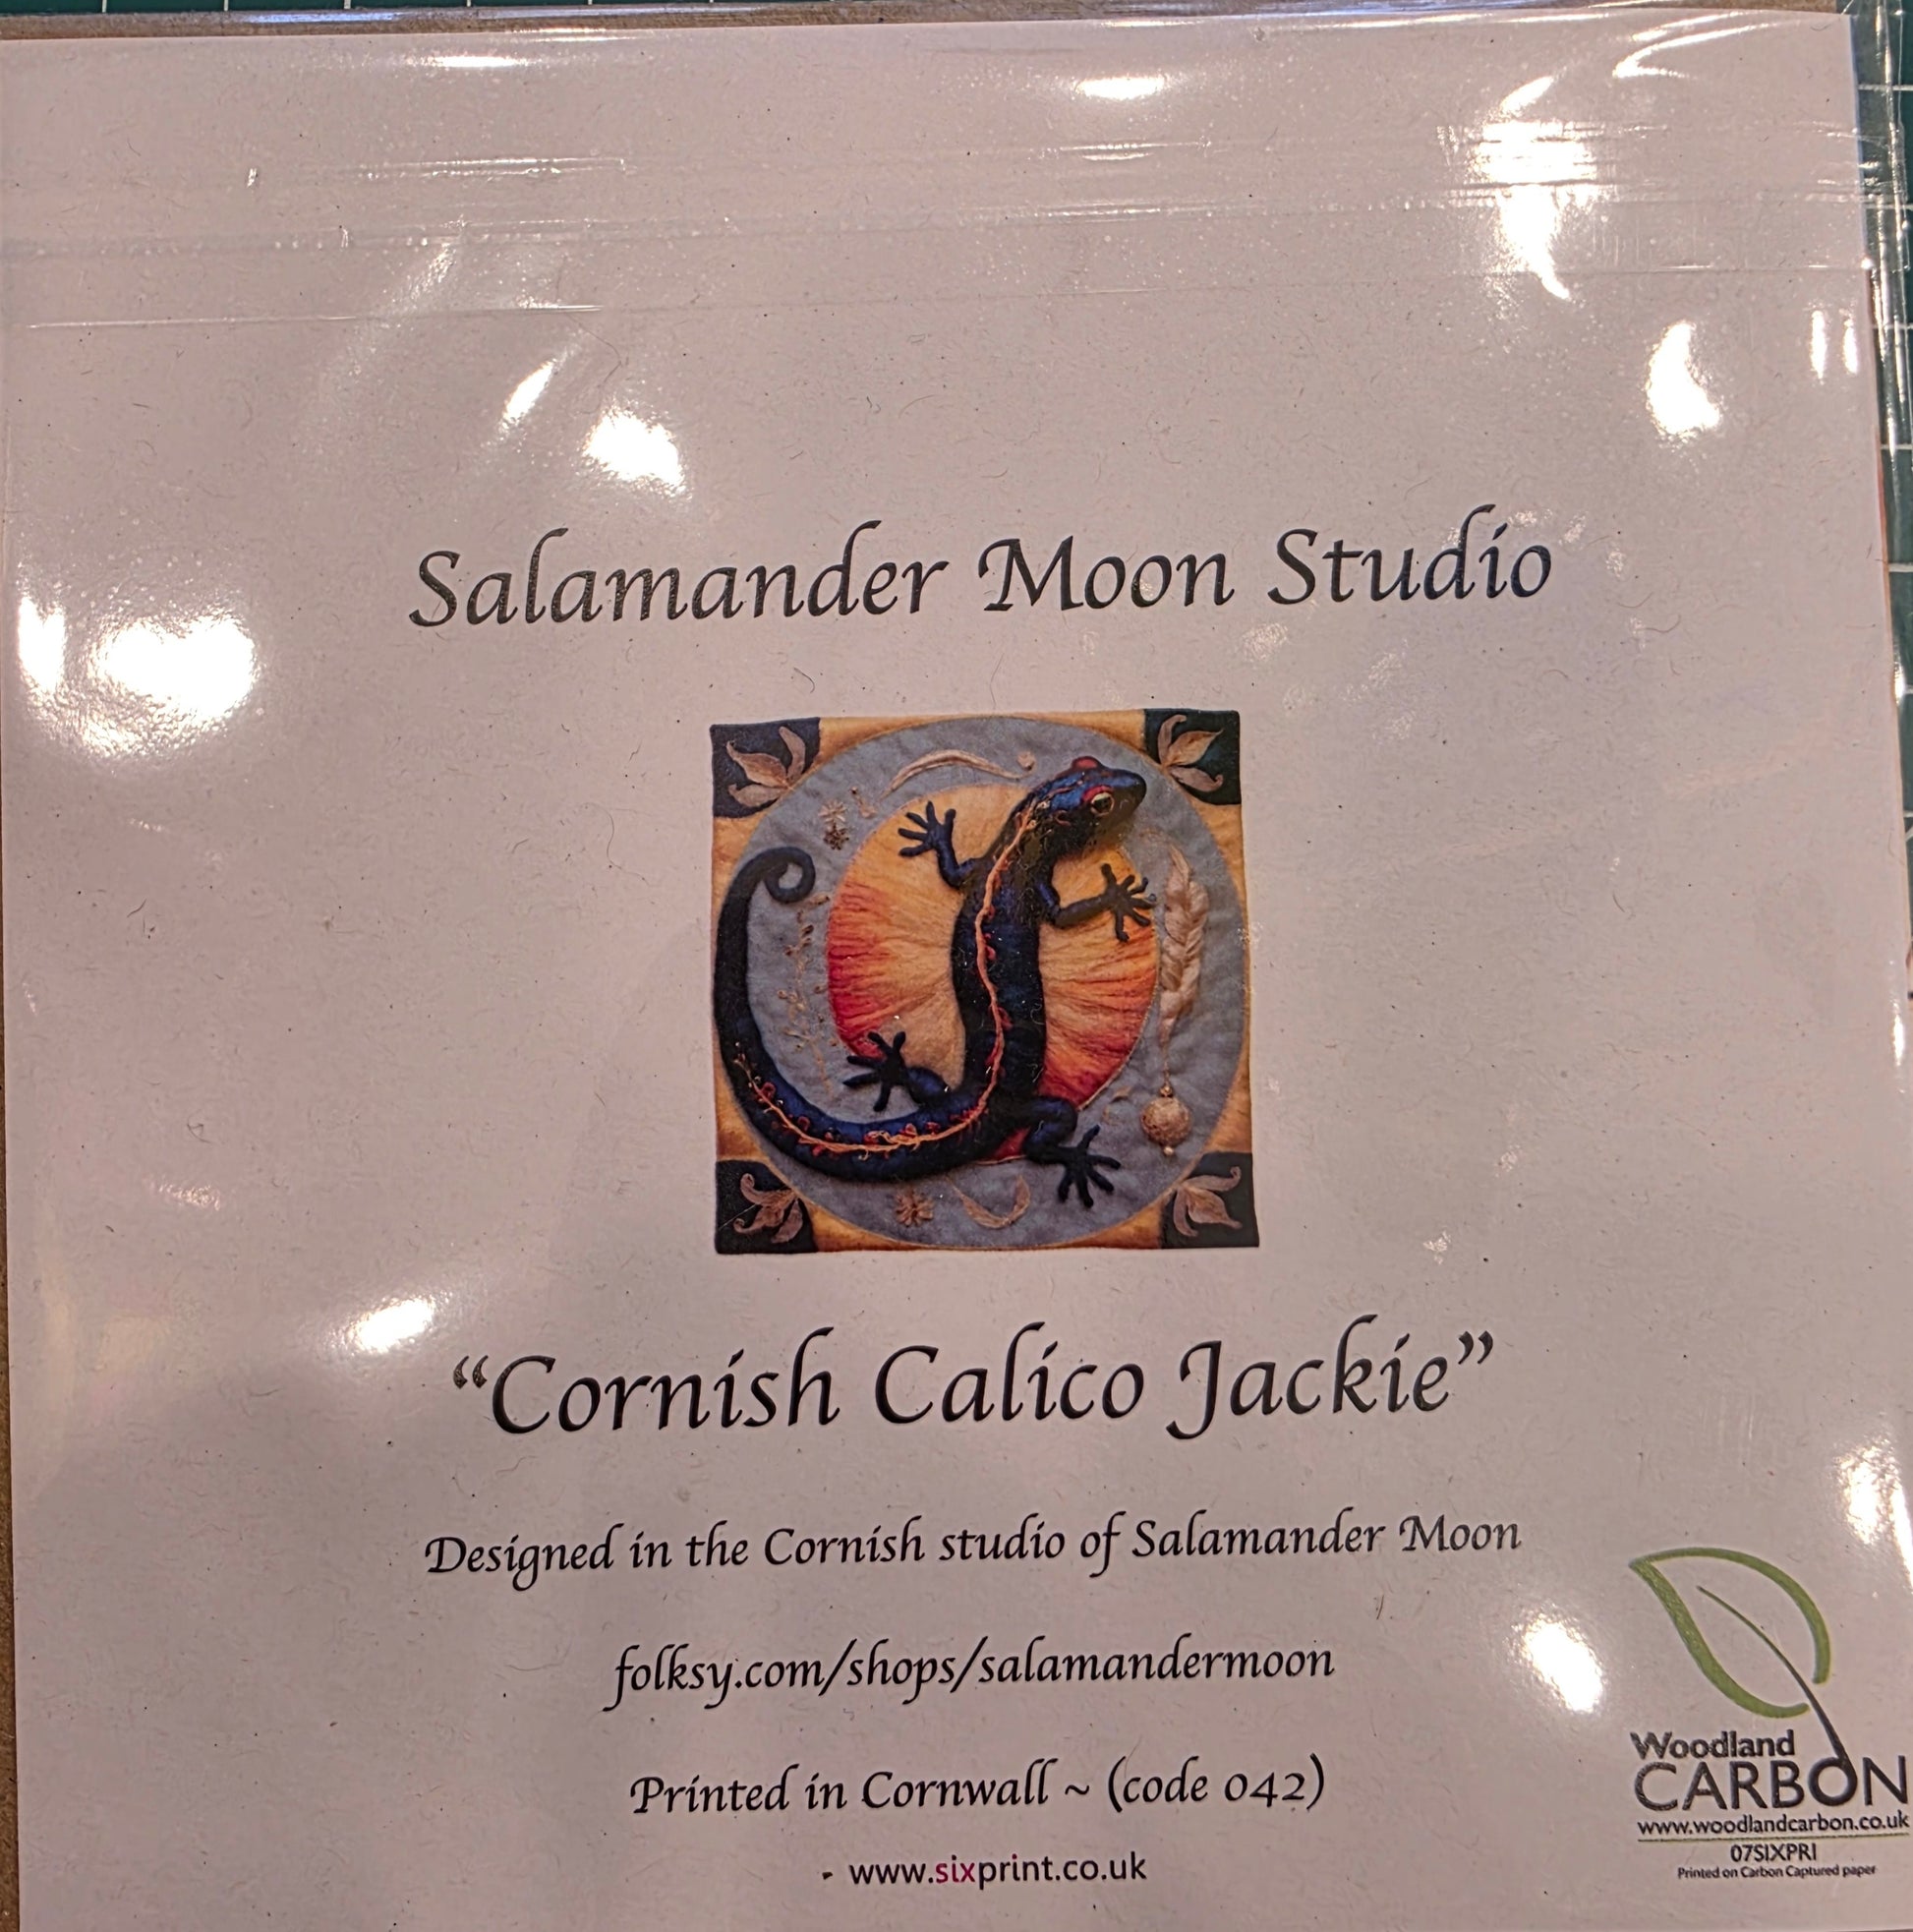 Salamander Moon Studio
“Cornish Calico Jackie”
Designed in the Cornish studio of Salamander Moon
folksy.com/shops/salamandermoon
Printed in Cornwall ~ (code 042)
- www.sixprint.co.uk
Woodland
CARBON
www.woodlandcarbon.co.uk
07SIXPRI
Printed on Carbon Captured paper